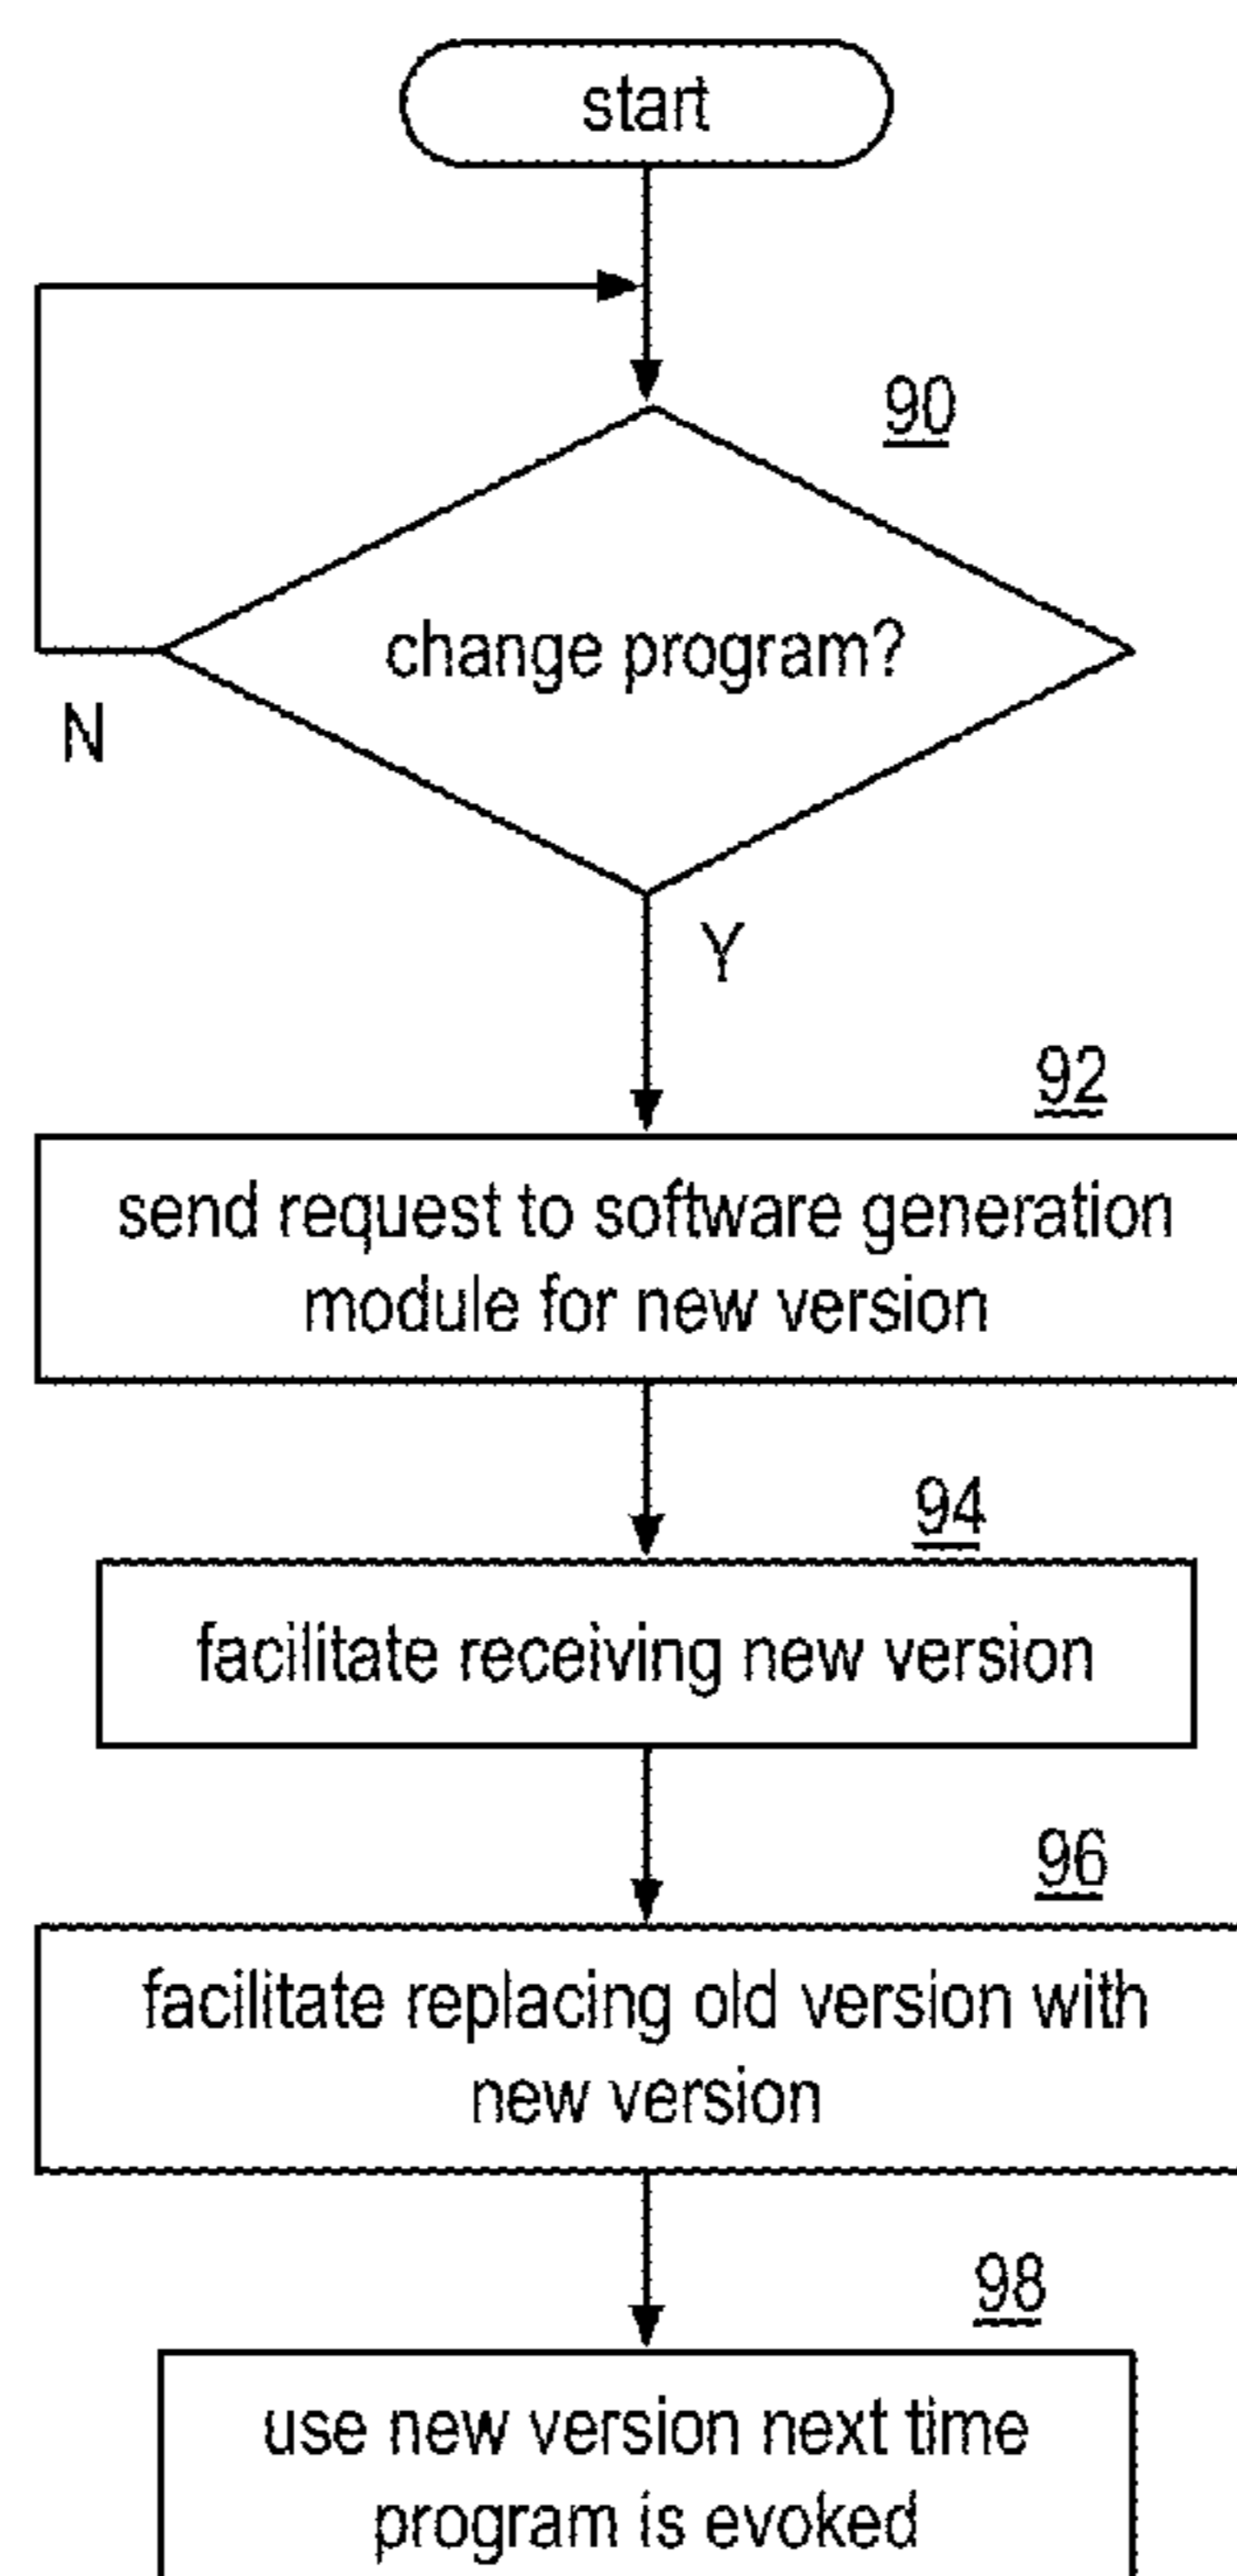 start
90
change program?
N
Y
92
send request to software generation
module for new version
94
facilitate receiving new version
96
facilitate replacing old version with
new version
98
use new version next time
program is evoked